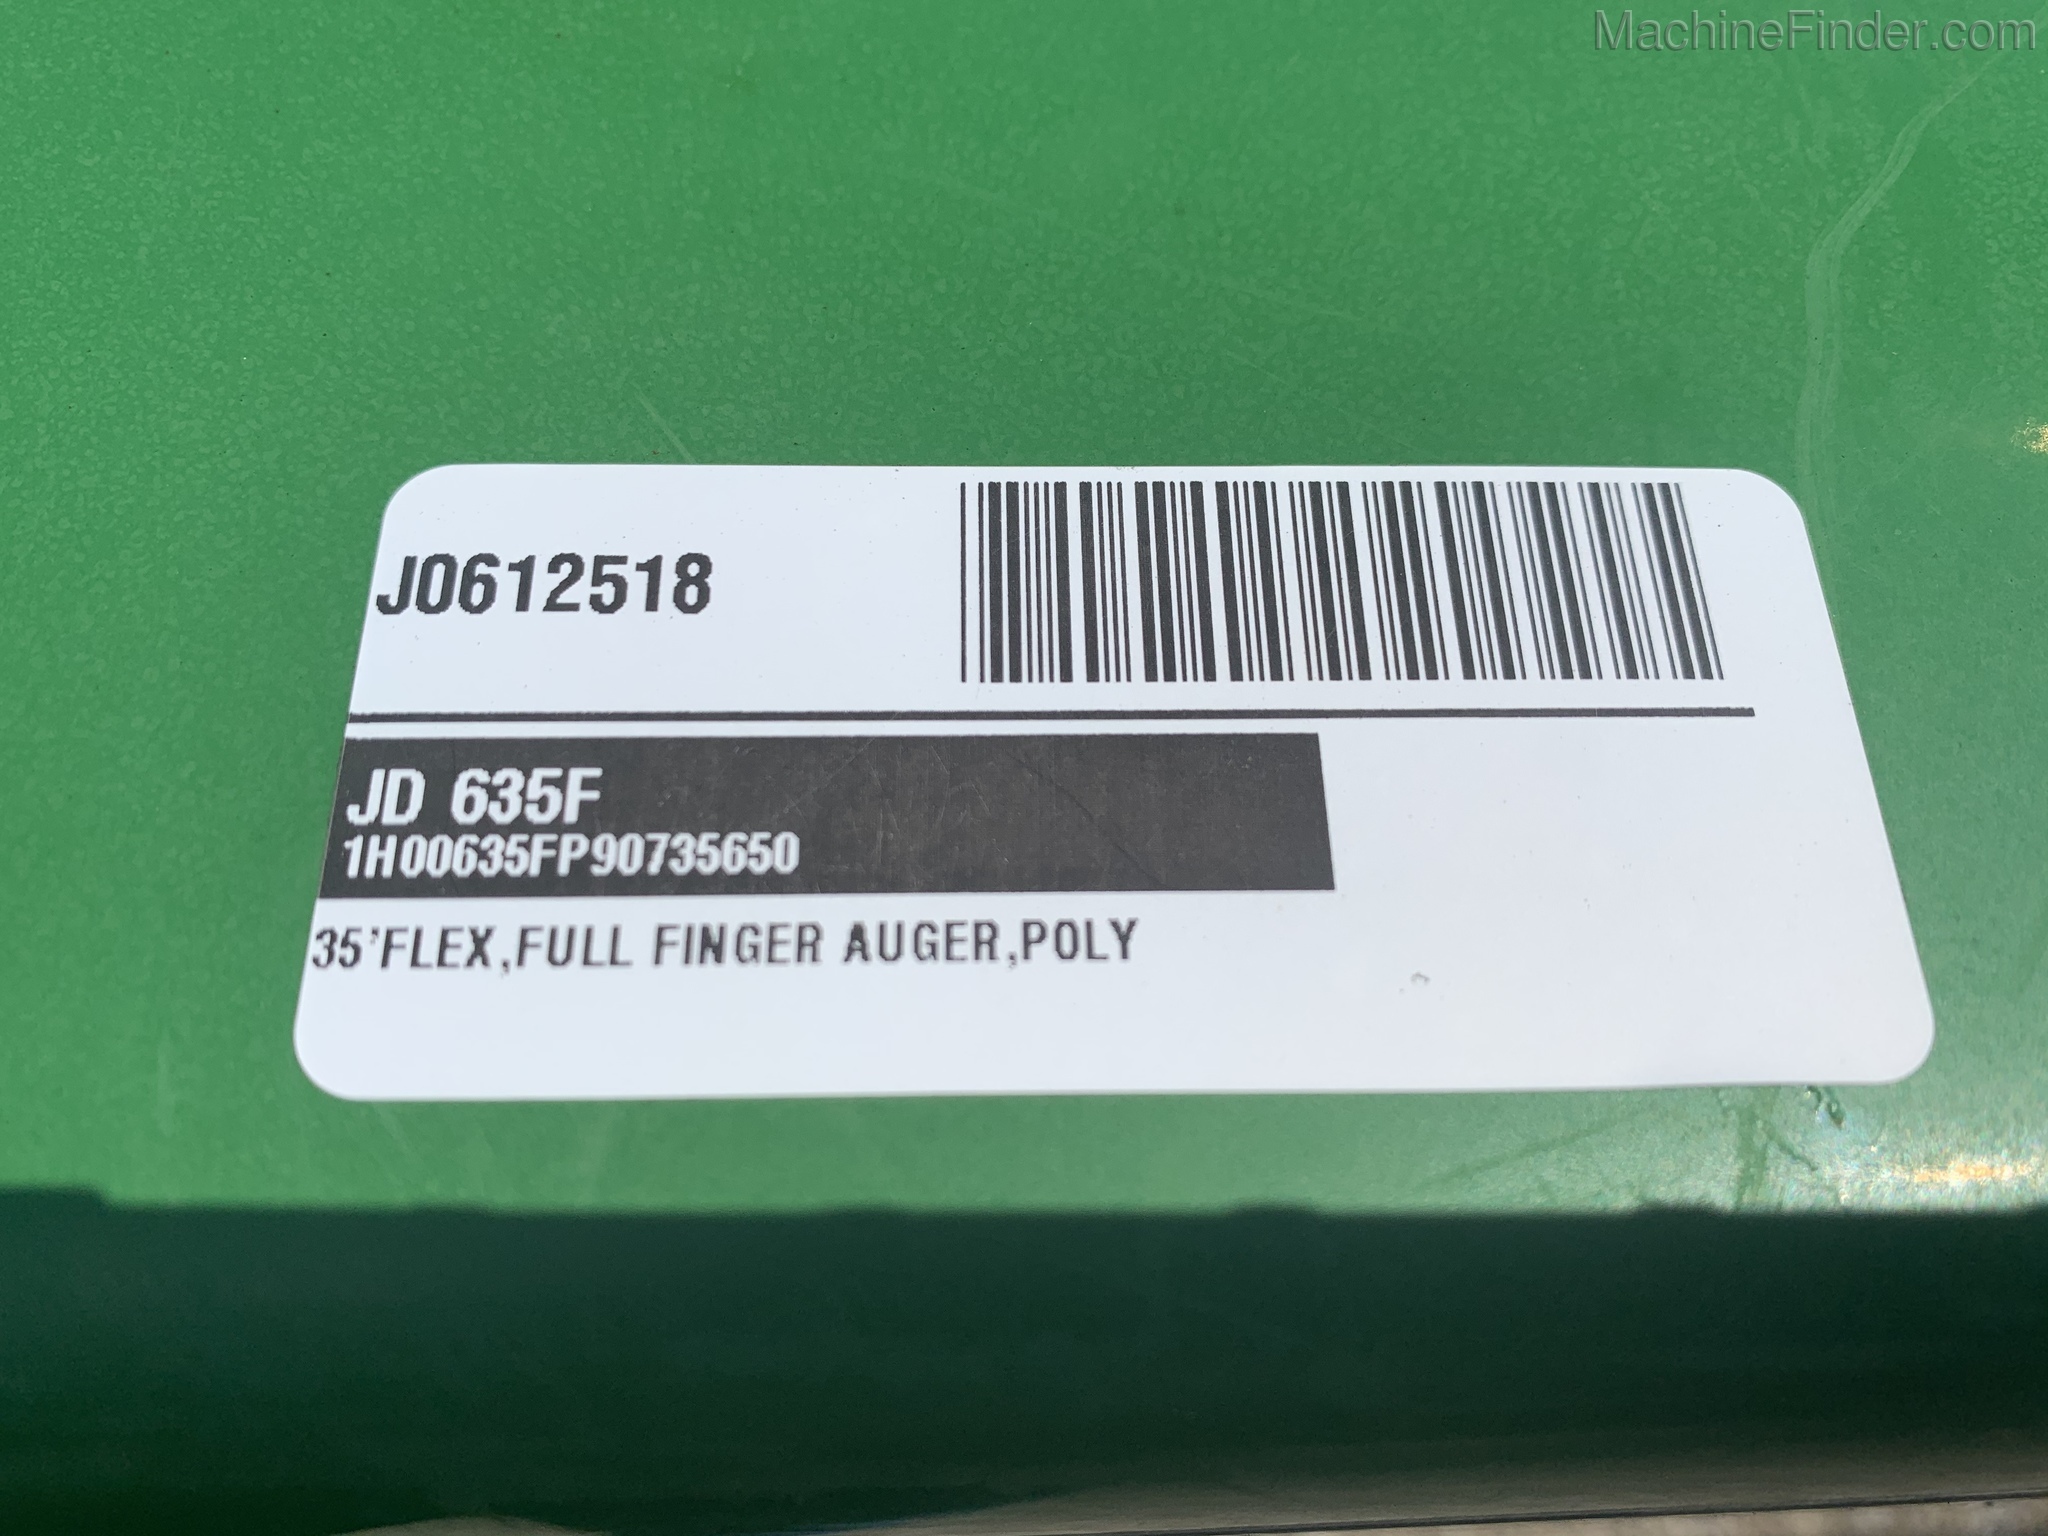 MachineFinder.com
J0612518
JD 635F
1H00635FP90735650
35'FLEX,FULL FINGER AUGER,POLY